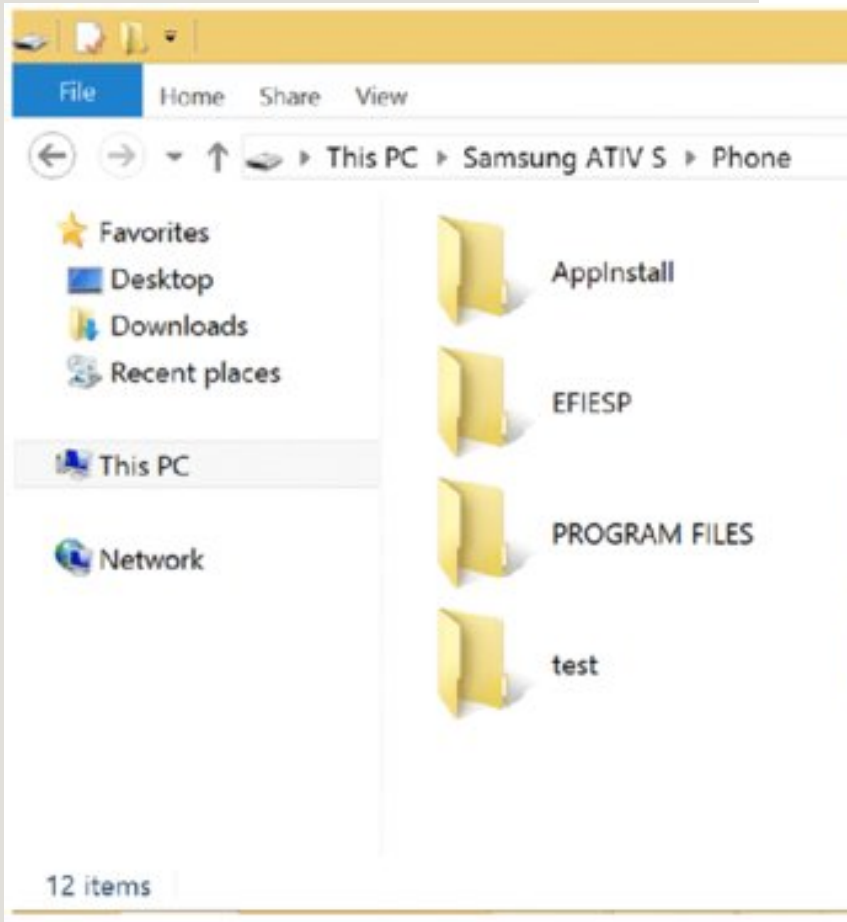 File Home Share View
This PC Samsung ATIV S Phone
Favorites
Desktop
Downloads
Recent places
This PC
Network
AppInstall
EFIESP
PROGRAM FILES
test
12 items